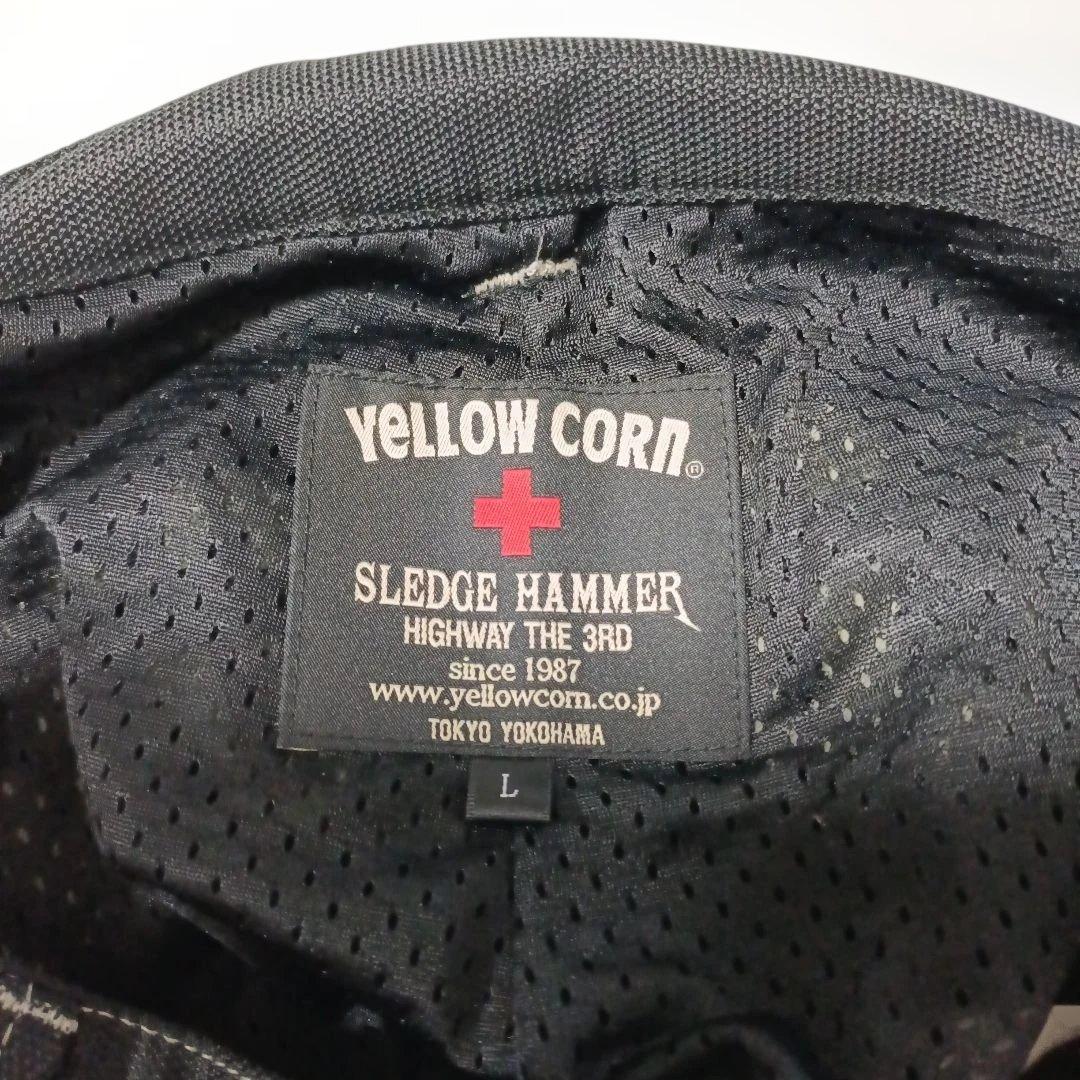 YeLLOW CORn®
SLEDGE HAMMER
HIGHWAY THE 3RD
since 1987
www.yellowcorn.co.jp
TOKYO YOKOHAMA
L